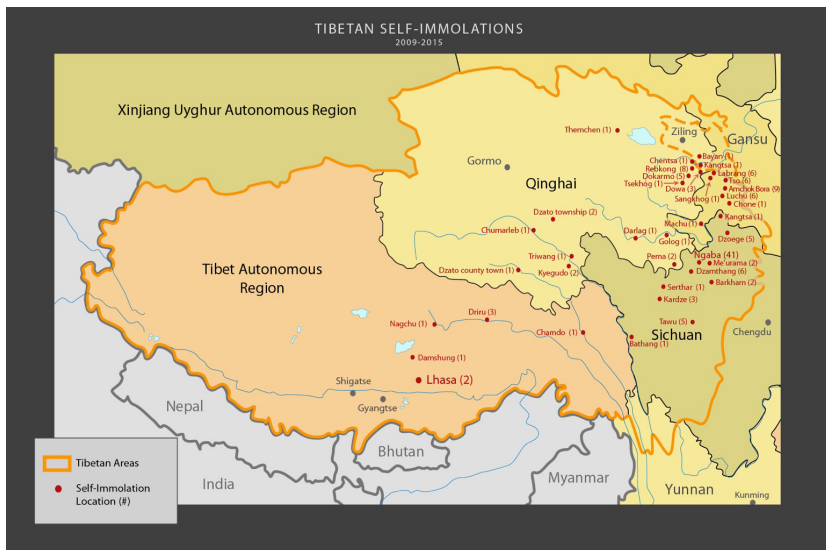 TIBETAN SELF-IMMOLATIONS
2009-2015
Xinjiang Uyghur Autonomous Region
Themchen (1)
Ziling
Gansu
Gormo
Qinghai
Chentsa (1)
Bayan (1)
Rebkong (8)
Kangtsa (1)
Dokarmo (5)
Labrang (6)
Tsekhog (1)
Dowa (3)
Tso (6)
Amchok Bora (9)
Sangkhog (1)
Luchu (6)
Chone (1)
Dzato township (2)
Kangtsa (1)
Chumarleb (1)
Machu (1)
Darlag (1)
Golog (1)
Dzoege (5)
Triwang (1)
Pema (2)
Ngaba (41)
Me'urama (2)
Dzato county town (1)
Kyegudo (2)
Dzamthang (6)
Tibet Autonomous
Region
Serthar (1)
Barkham (2)
Kardze (3)
Driru (3)
Nagchu (1)
Chamdo (1)
Tawu (5)
Sichuan
Chengdu
Bathang (1)
Damshung (1)
Lhasa (2)
Shigatse
Gyangtse
Nepal
Bhutan
India
Myanmar
Yunnan
Kunming
Tibetan Areas
Self-Immolation
Location (#)